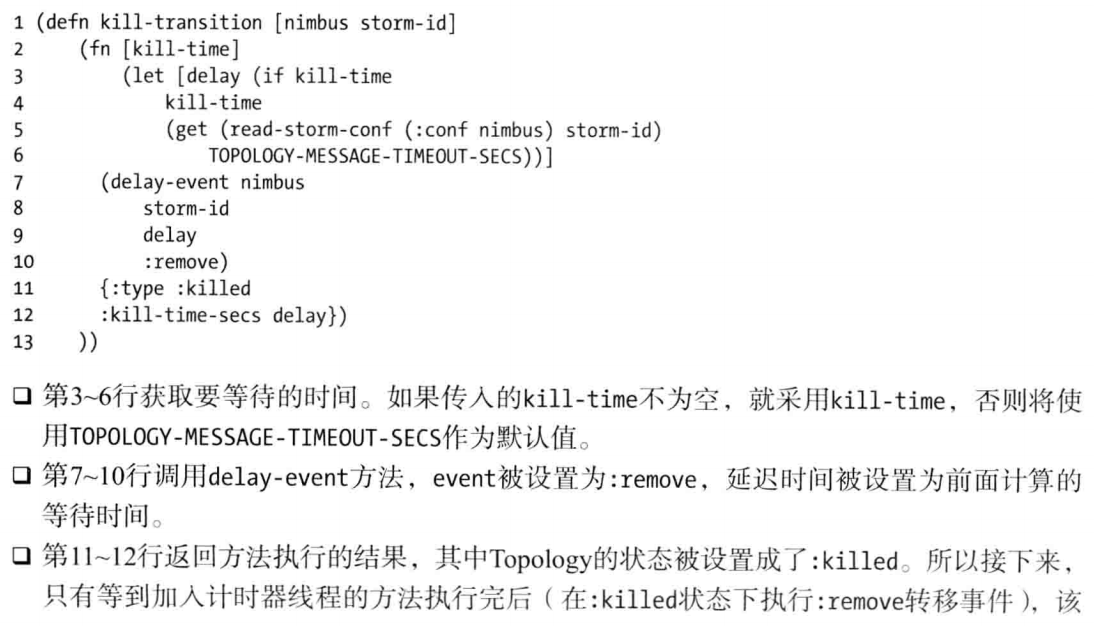 1 (defn kill-transition [nimbus storm-id]
2     (fn [kill-time]
3         (let [delay (if kill-time
4             kill-time
5             (get (read-storm-conf (:conf nimbus) storm-id)
6                 TOPOLOGY-MESSAGE-TIMEOUT-SECS))]
7       (delay-event nimbus
8           storm-id
9           delay
10          :remove)
11      {:type :killed
12      :kill-time-secs delay})
13    ))
❏ 第3~6行获取要等待的时间。如果传入的kill-time不为空，就采用kill-time，否则将使
用TOPOLOGY-MESSAGE-TIMEOUT-SECS作为默认值。
❏ 第7~10行调用delay-event方法，event被设置为:remove，延迟时间被设置为前面计算的
等待时间。
❏ 第11~12行返回方法执行的结果，其中Topology的状态被设置成了:killed。所以接下来，
只有等到加入计时器线程的方法执行完后（在:killed状态下执行:remove转移事件），该